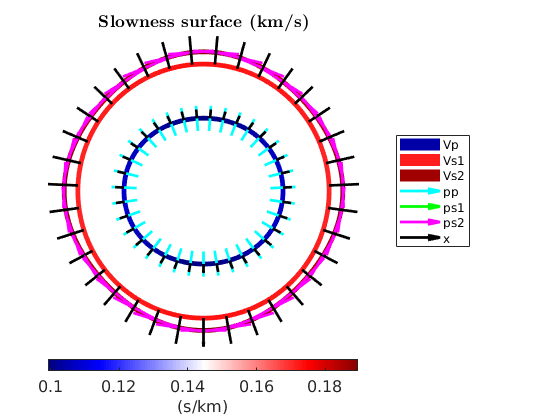 Slowness surface (km/s)
Vp
Vs1
Vs2
pp
ps1
ps2
x
0.1 0.12 0.14 0.16 0.18
(s/km)